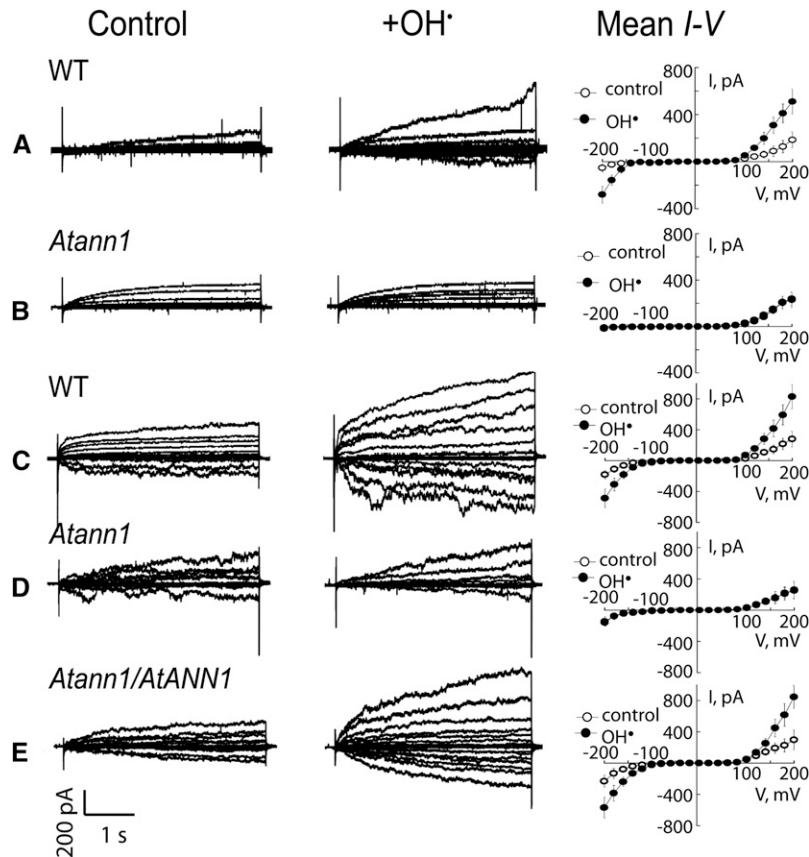 Control +OH• Mean I-V
WT
A
800
I, pA
control
400
OH•
-200 -100
100 200
V, mV
-400
Atann1
B
800
I, pA
control
400
OH•
-200 -100
100 200
V, mV
-400
WT
C
800
I, pA
control
400
OH•
-200 -100
100 200
-400
V, mV
-800
Atann1
D
800
I, pA
control
400
OH•
-200 -100
100 200
-400
V, mV
-800
Atann1/AtANN1
E
800
I, pA
control
400
OH•
-200 -100
100 200
-400
V, mV
-800
200 pA
1 s